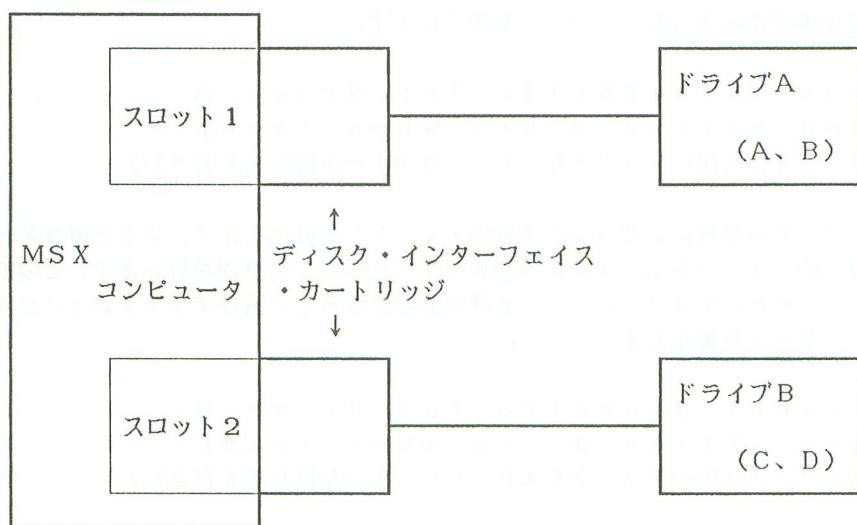 スロット1
ドライブA
(A、B)
↑
MSX
コンピュータ
ディスク・インターフェイス
・カートリッジ
↓
スロット2
ドライブB
(C、D)